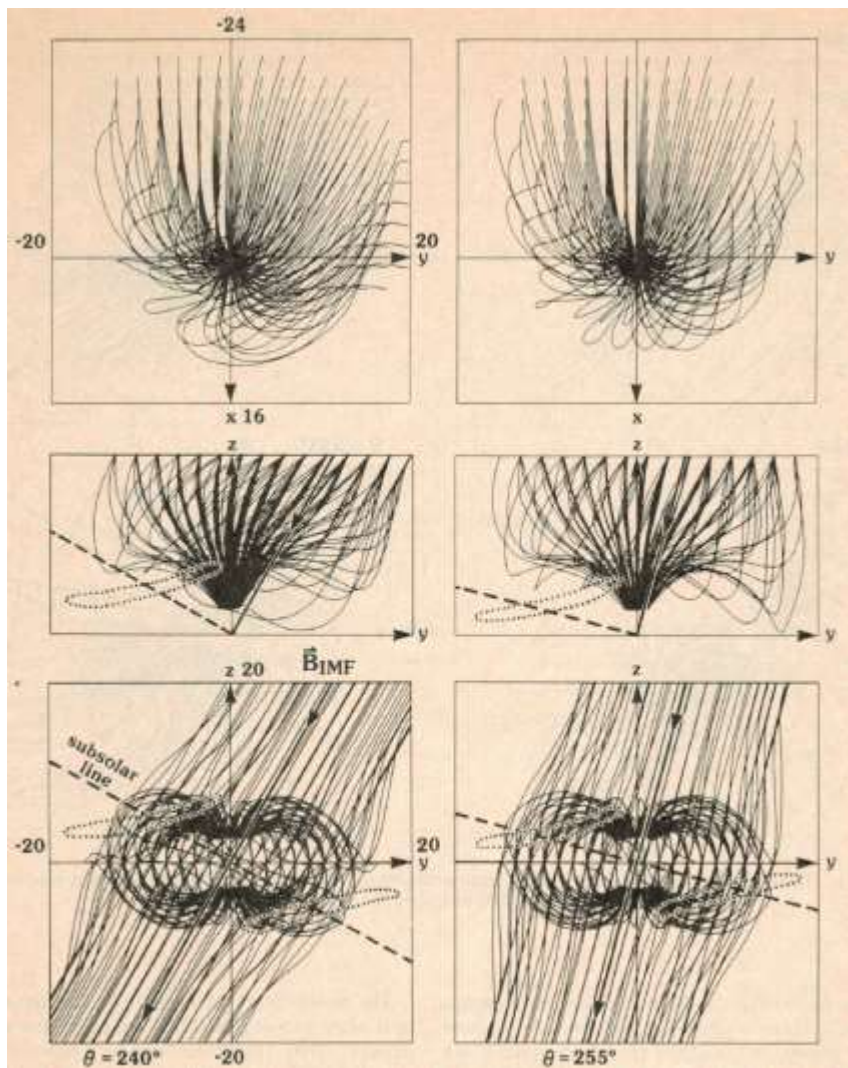 -24
-20
20
y
y
x 16
x
z
z
y
y
B⃗IMF
z 20
z
subsolar
line
-20
20
y
y
θ = 240°
-20
θ = 255°